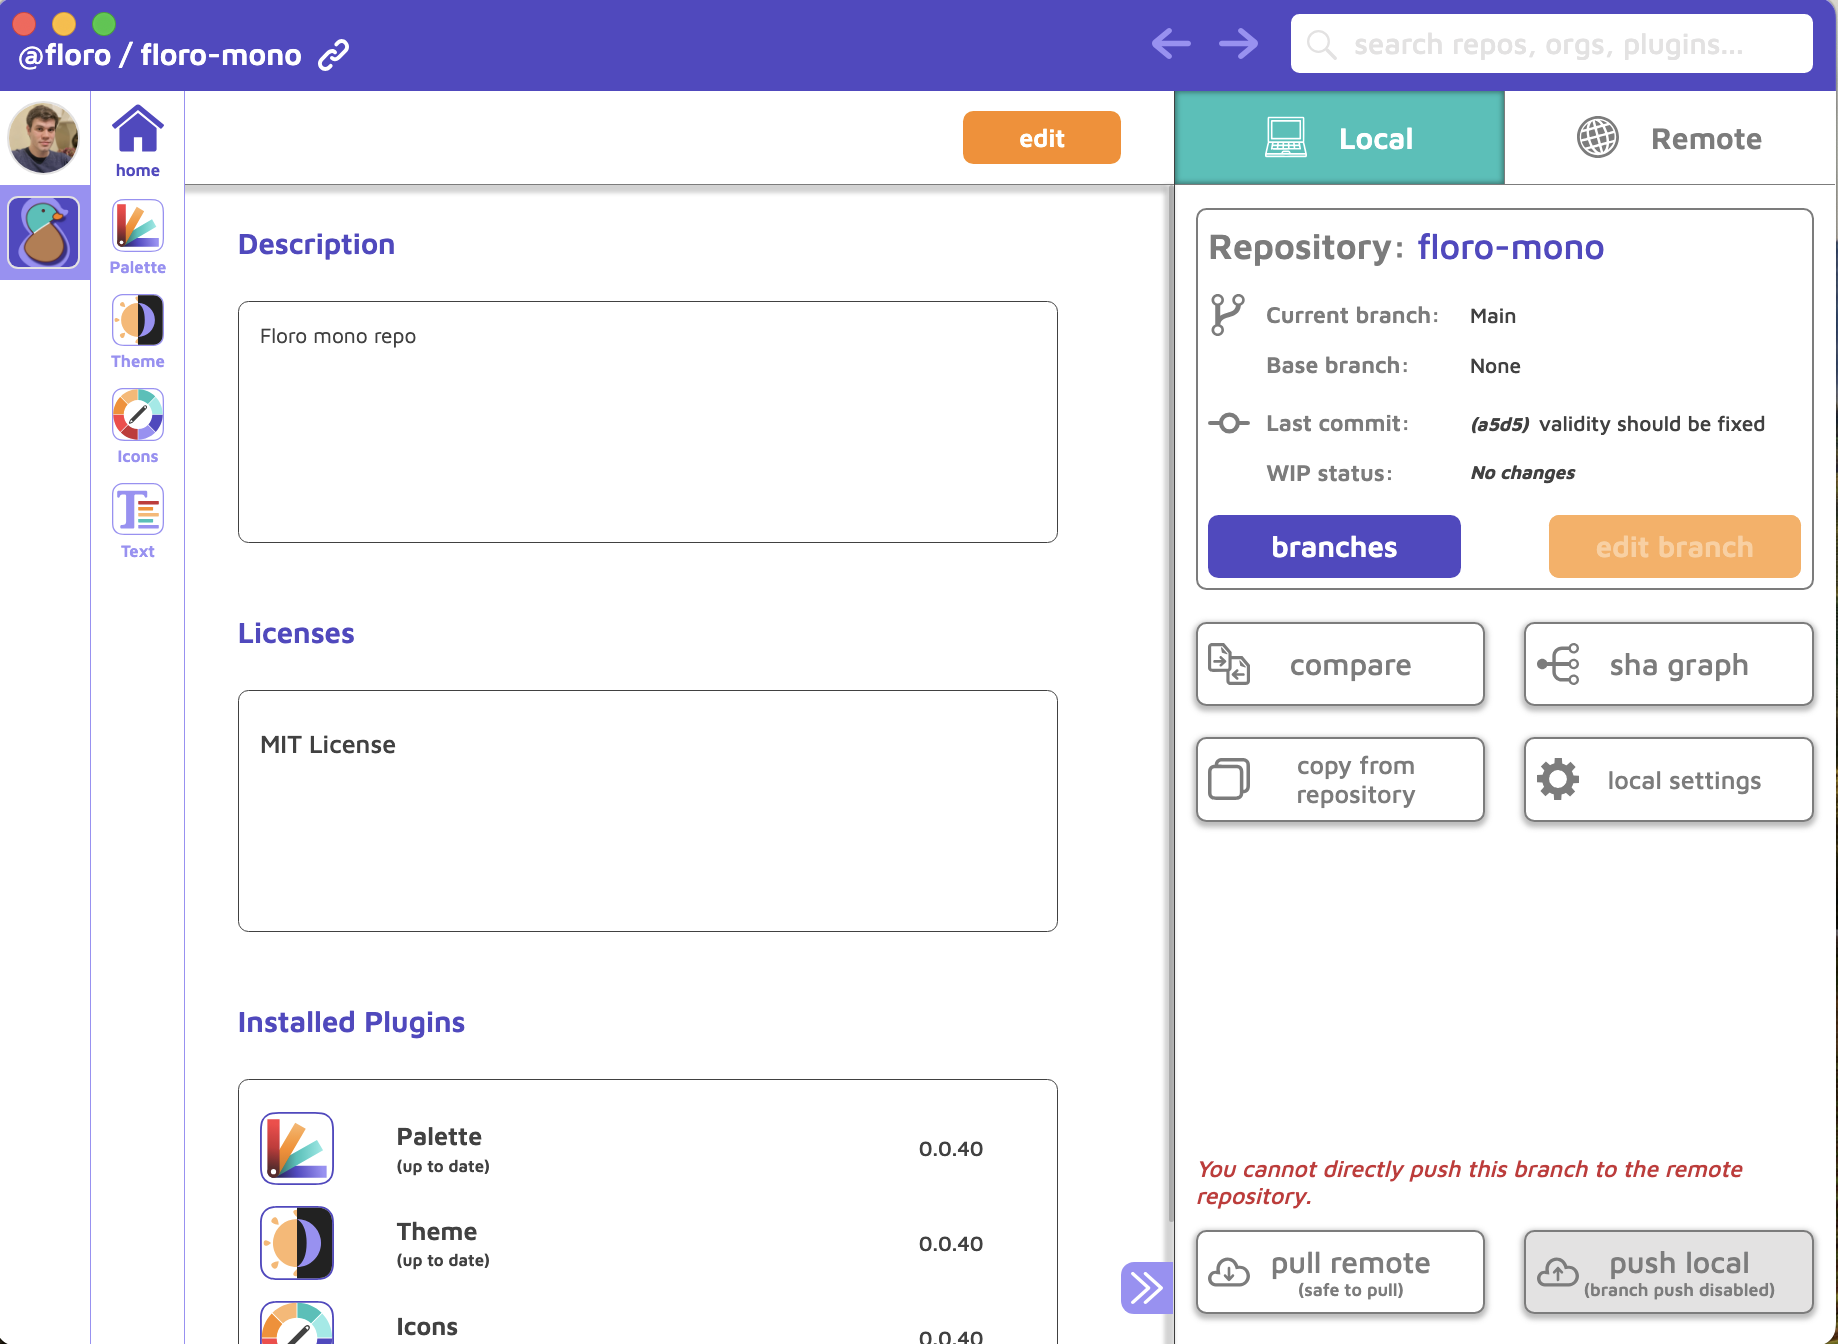 @floro / floro-mono
search repos, orgs, plugins...
home
Palette
Theme
Icons
Text
edit
Description
Floro mono repo
Licenses
MIT License
Installed Plugins
Palette
(up to date)
0.0.40
Theme
(up to date)
0.0.40
Icons
0.0.40
Local
Remote
Repository: floro-mono
Current branch: Main
Base branch: None
Last commit: (a5d5) validity should be fixed
WIP status: No changes
branches
edit branch
compare
sha graph
copy from
repository
local settings
You cannot directly push this branch to the remote
repository.
pull remote
(safe to pull)
push local
(branch push disabled)